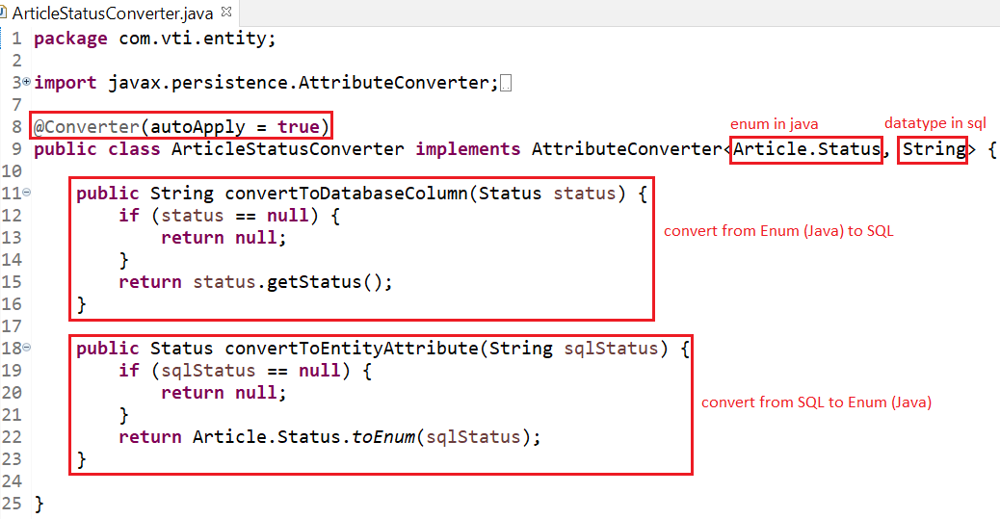 ArticleStatusConverter.java
1 package com.vti.entity;
2
3 import javax.persistence.AttributeConverter;
7
enum in java datatype in sql
8 @Converter(autoApply = true)
9 public class ArticleStatusConverter implements AttributeConverter<Article.Status, String> {
10
11 public String convertToDatabaseColumn(Status status) {
12 if (status == null) {
13 return null; convert from Enum (Java) to SQL
14 }
15 return status.getStatus();
16 }
17
18 public Status convertToEntityAttribute(String sqlStatus) {
19 if (sqlStatus == null) {
20 return null;
21 } convert from SQL to Enum (Java)
22 return Article.Status.toEnum(sqlStatus);
23 }
24
25 }